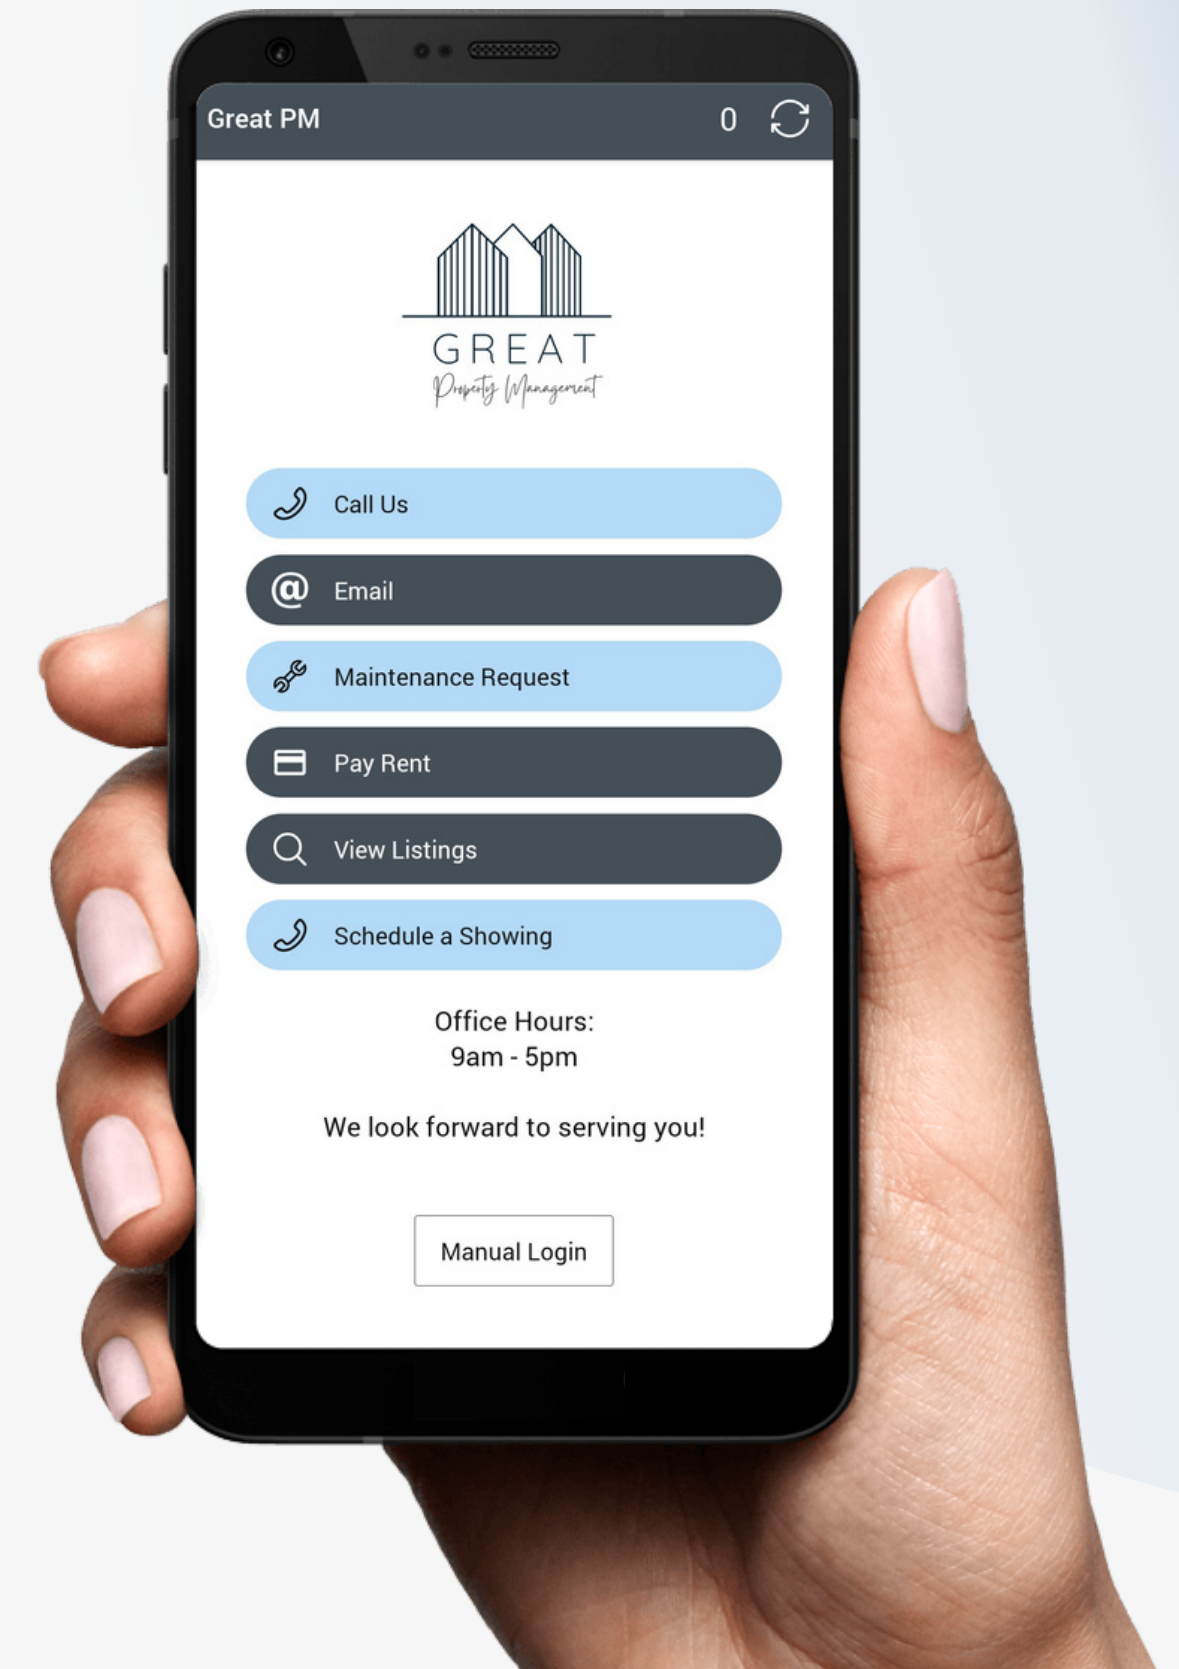 Great PM
0
GREAT
Property Management
Call Us
@ Email
Maintenance Request
Pay Rent
View Listings
Schedule a Showing
Office Hours:
9am - 5pm
We look forward to serving you!
Manual Login